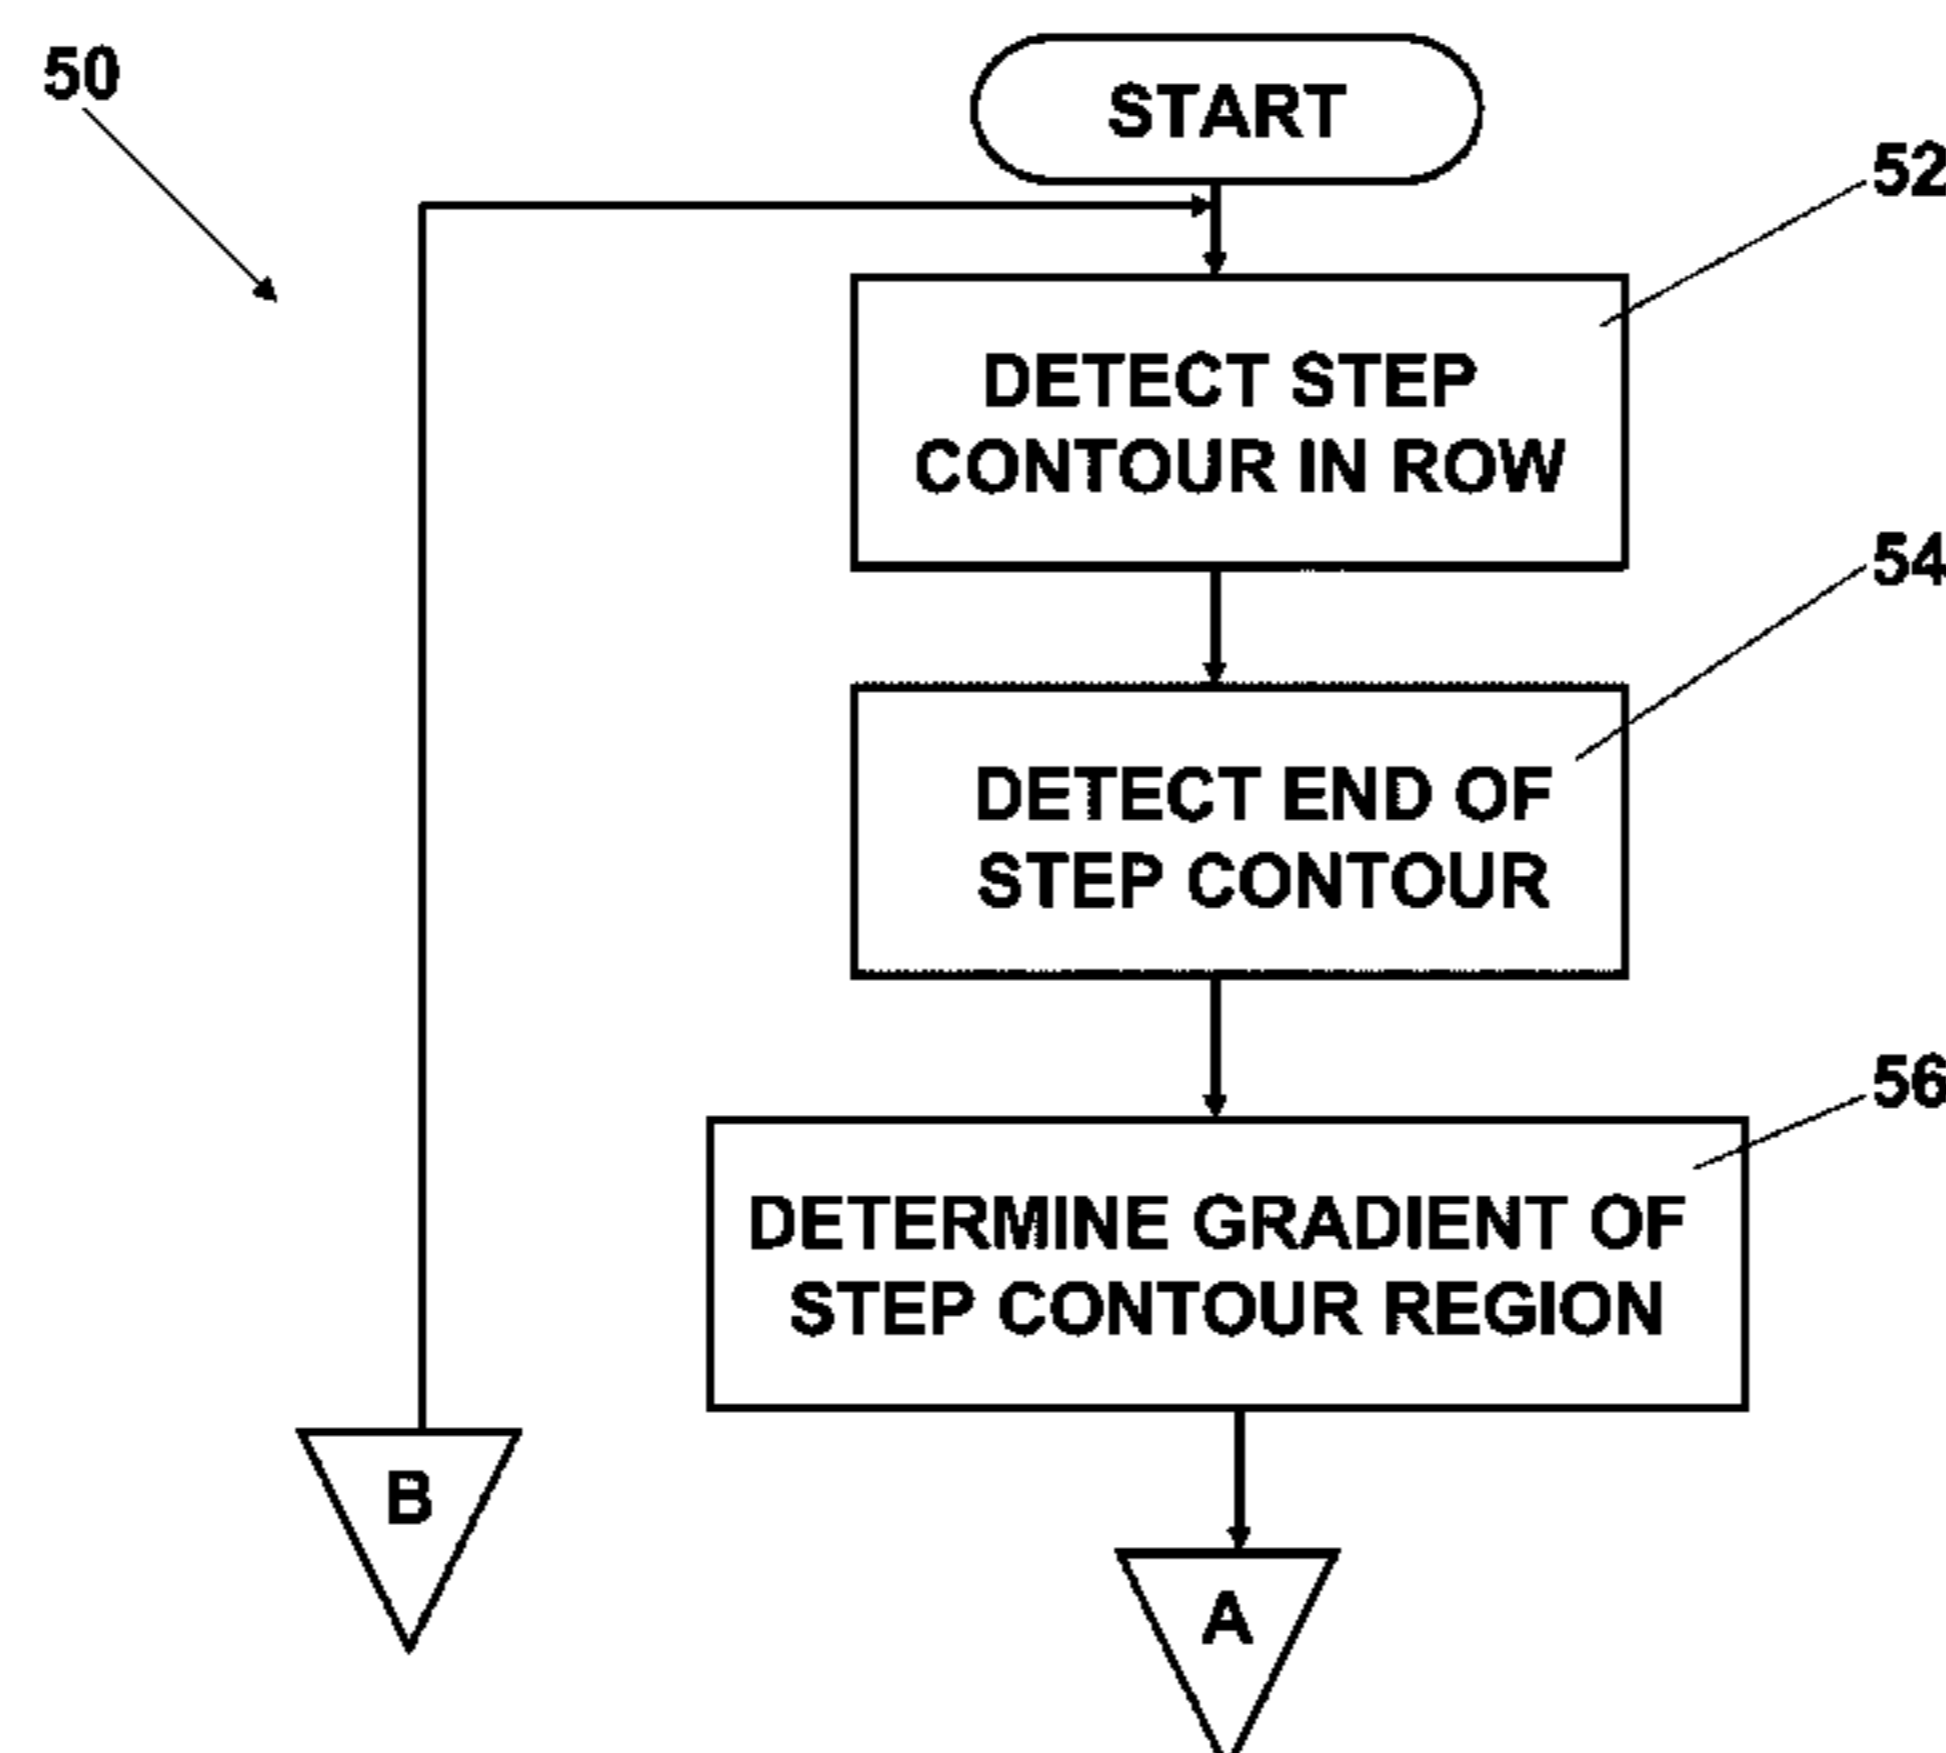 50
START
52
DETECT STEP
CONTOUR IN ROW
54
DETECT END OF
STEP CONTOUR
56
DETERMINE GRADIENT OF
STEP CONTOUR REGION
B
A